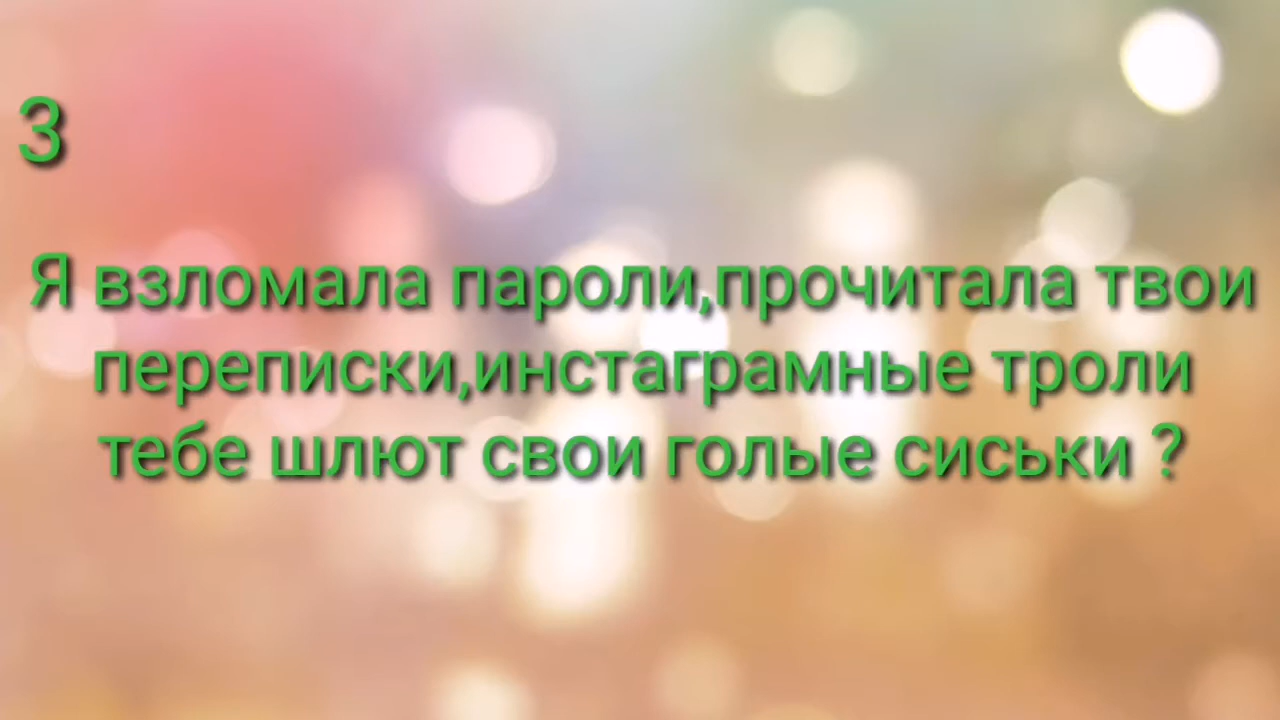 3
Я взломала пароли,прочитала твои
переписки,инстаграмные троли
тебе шлют свои голые сиськи ?